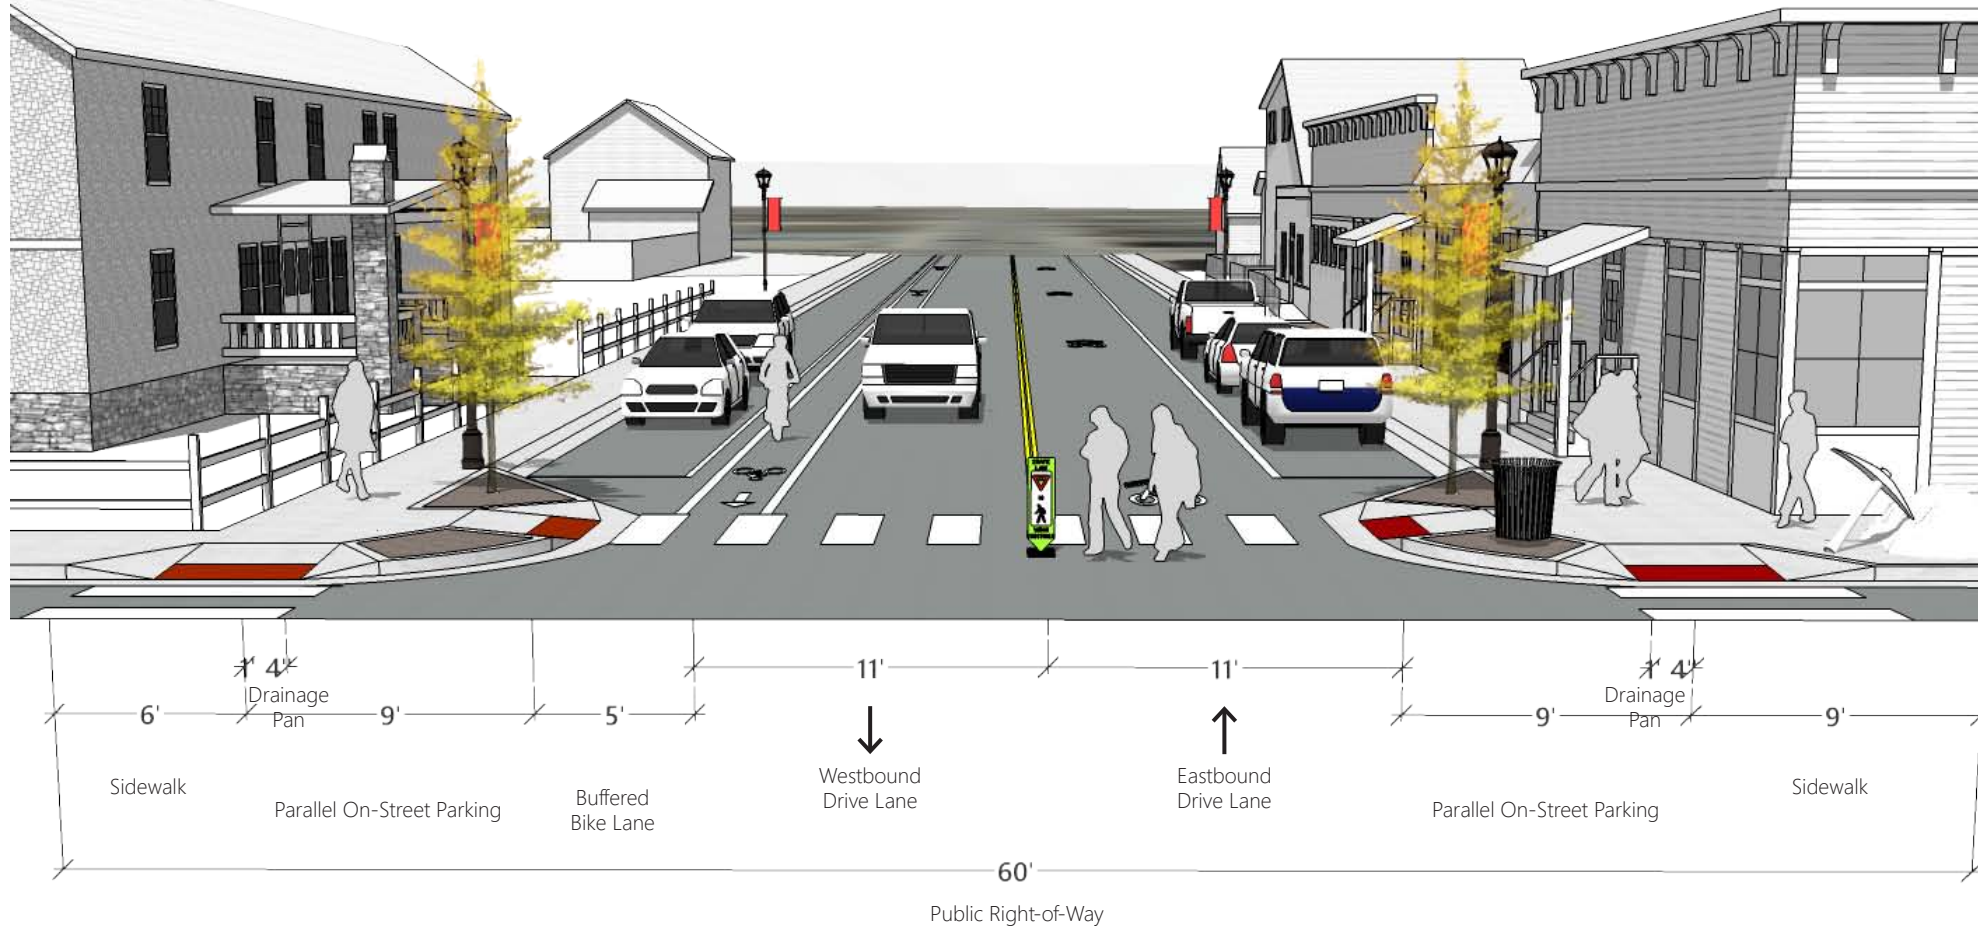 11'
11'
1' 4"
1' 4"
Drainage
Pan
Drainage
Pan
6'
9'
5'
9'
9'
Westbound
Drive Lane
Eastbound
Drive Lane
Sidewalk
Parallel On-Street Parking
Buffered
Bike Lane
Parallel On-Street Parking
Sidewalk
60'
Public Right-of-Way